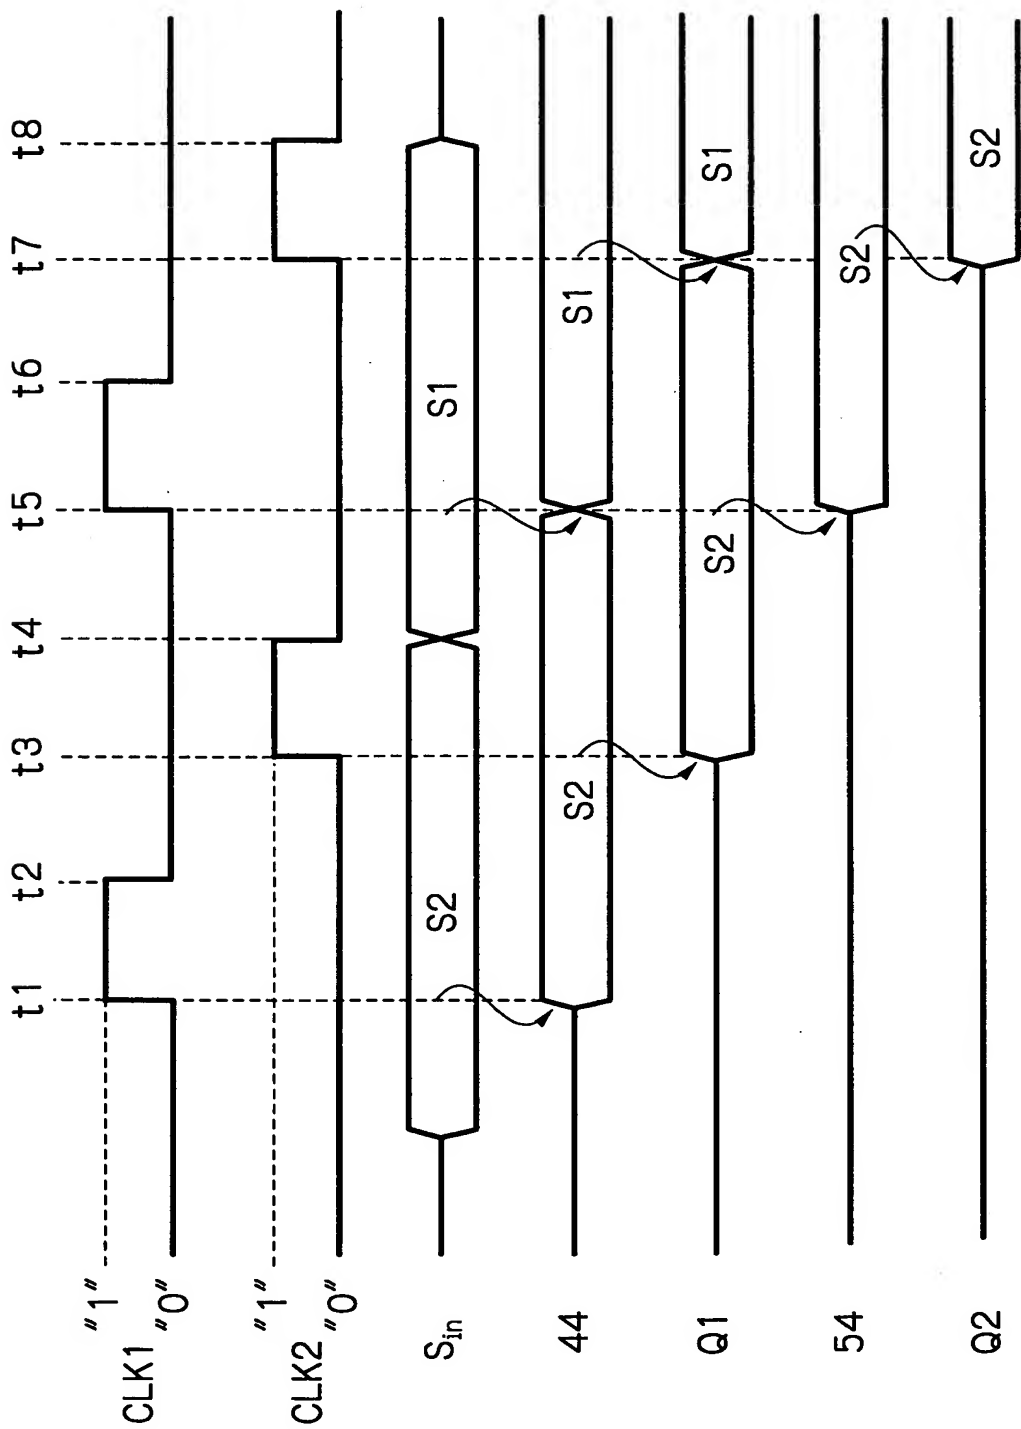 t1 t2 t3 t4 t5 t6 t7 t8
"1"
CLK1
"0"
"1"
CLK2
"0"
Sin S2 S1
44 S2 S1
Q1 S2 S1
54 S2
Q2 S2